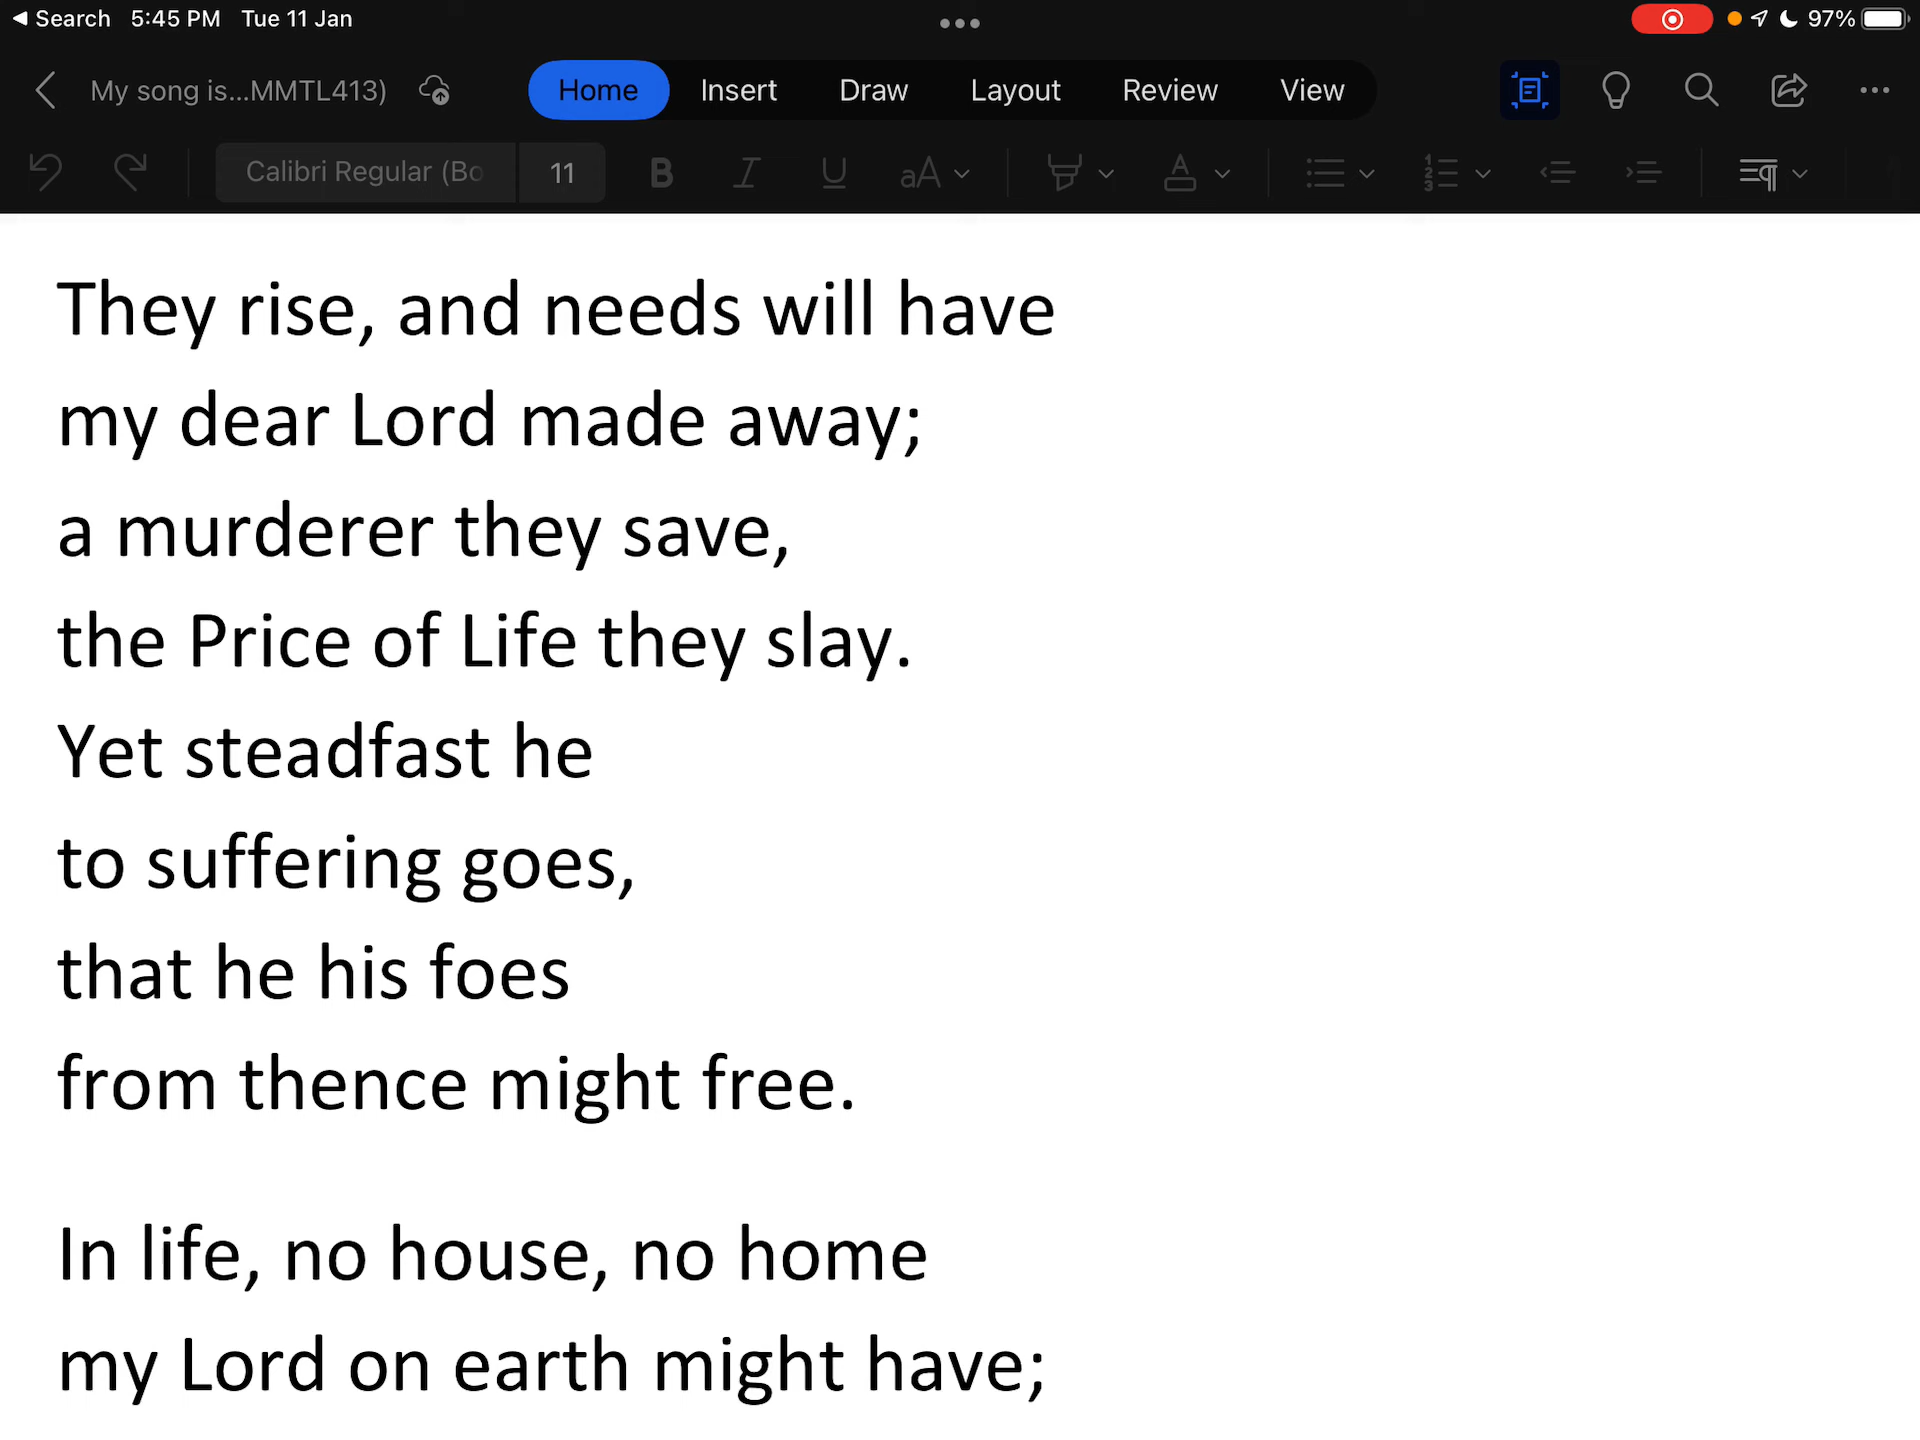 Search 5:45 PM Tue 11 Jan 97%
My song is...MMTL413) Home Insert Draw Layout Review View
Calibri Regular (Bo 11 B I U aA A
They rise, and needs will have
my dear Lord made away;
a murderer they save,
the Price of Life they slay.
Yet steadfast he
to suffering goes,
that he his foes
from thence might free.
In life, no house, no home
my Lord on earth might have;